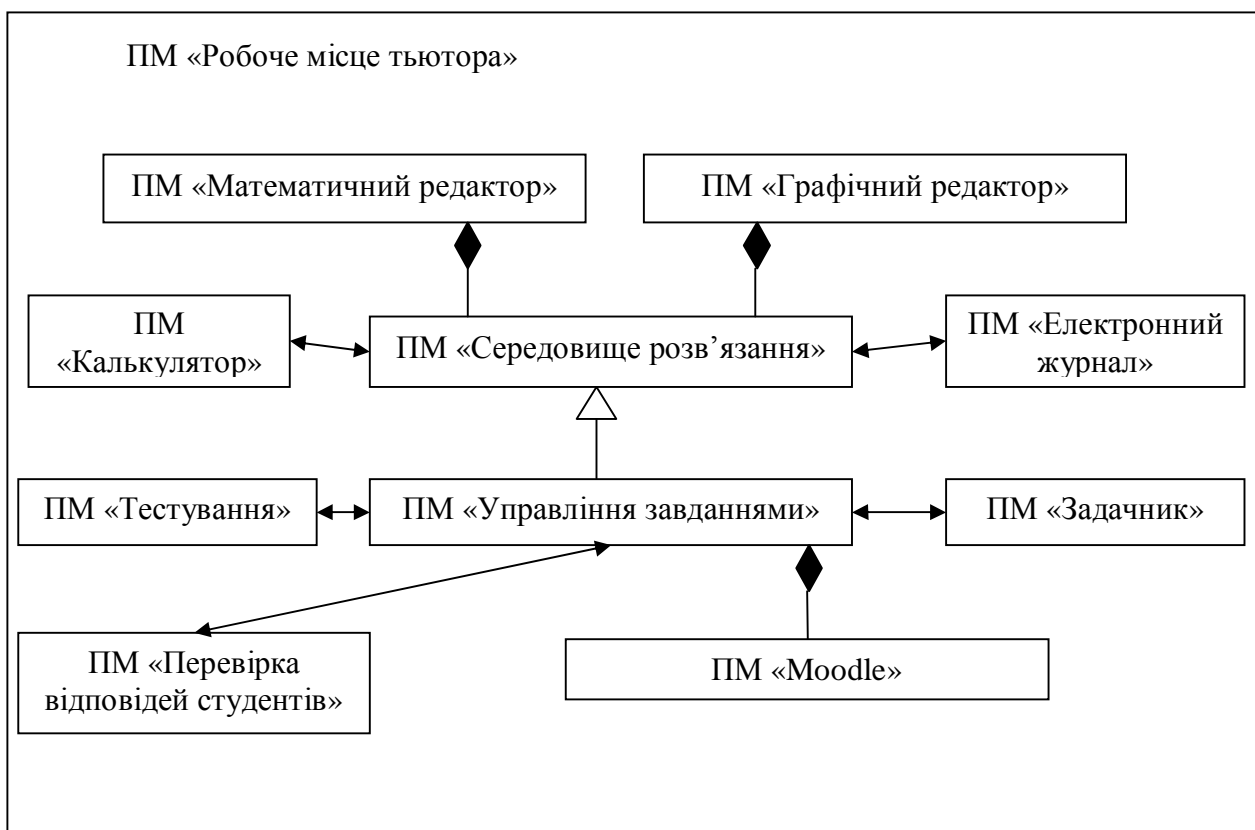 ПМ «Робоче місце тьютора»
ПМ «Математичний редактор»
ПМ «Графічний редактор»
ПМ
«Калькулятор»
ПМ «Середовище розв’язання»
ПМ «Електронний
журнал»
ПМ «Тестування»
ПМ «Управління завданнями»
ПМ «Задачник»
ПМ «Перевірка
відповідей студентів»
ПМ «Moodle»